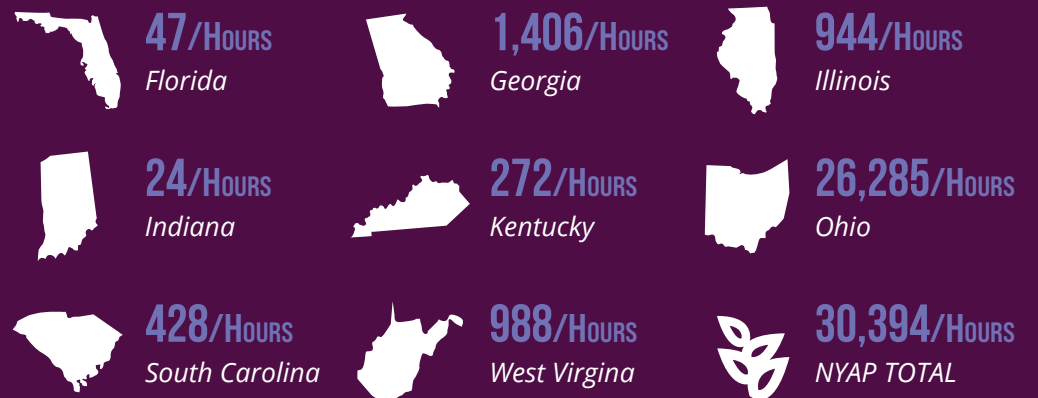 47/Hours
Florida
1,406/Hours
Georgia
944/Hours
Illinois
24/Hours
Indiana
272/Hours
Kentucky
26,285/Hours
Ohio
428/Hours
South Carolina
988/Hours
West Virgina
30,394/Hours
NYAP TOTAL